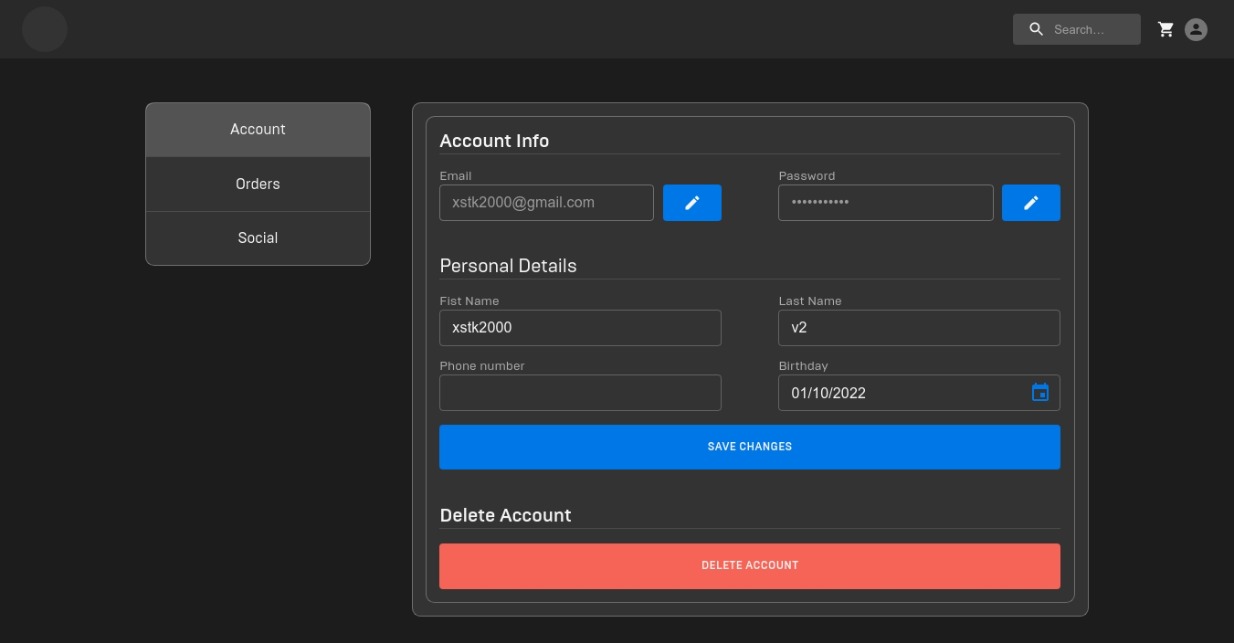 Search...
Account
Orders
Social
Account Info
Email
Password
xstk2000@gmail.com
•••••••••••
Personal Details
Fist Name
Last Name
xstk2000
v2
Phone number
Birthday
01/10/2022
SAVE CHANGES
Delete Account
DELETE ACCOUNT